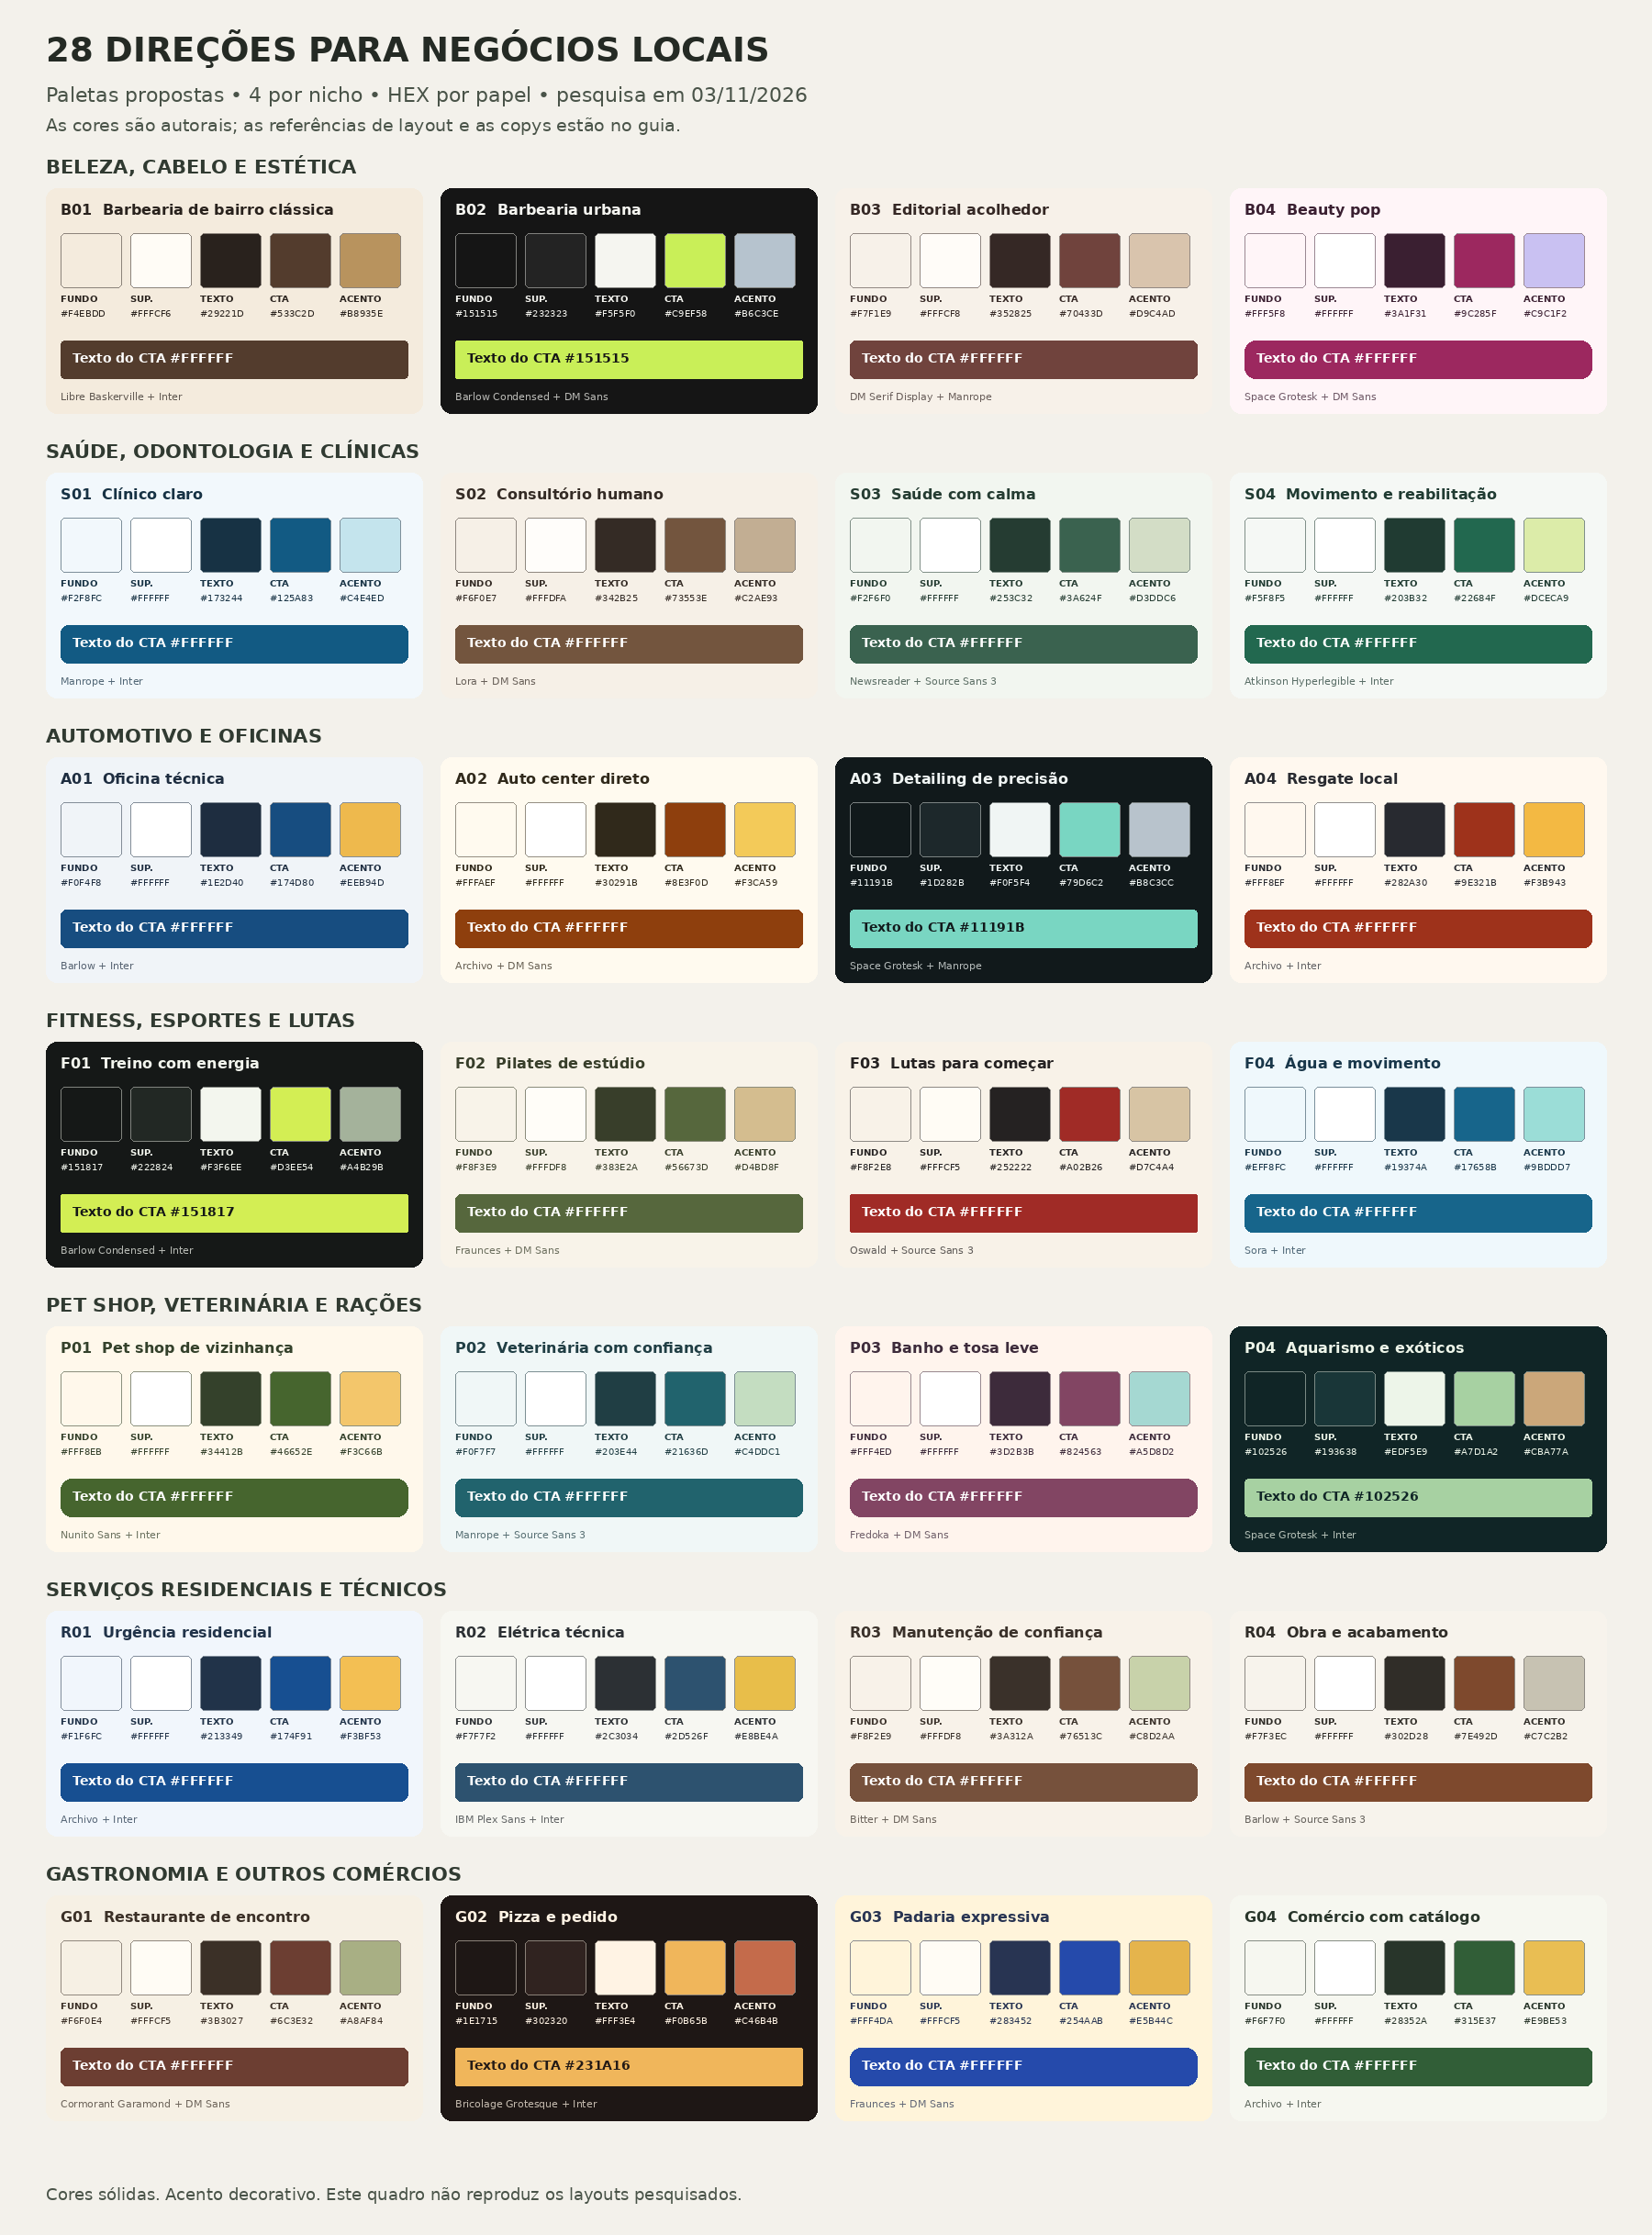 28 DIREÇÕES PARA NEGÓCIOS LOCAIS
Paletas propostas • 4 por nicho • HEX por papel • pesquisa em 03/11/2026
As cores são autorais; as referências de layout e as copys estão no guia.
BELEZA, CABELO E ESTÉTICA
B01 Barbearia de bairro clássica
FUNDO SUP. TEXTO CTA ACENTO
#F4EBDD #FFFCF6 #29221D #533C2D #B8935E
Texto do CTA #FFFFFF
Libre Baskerville + Inter
B02 Barbearia urbana
FUNDO SUP. TEXTO CTA ACENTO
#151515 #232323 #F5F5F0 #C9EF58 #B6C3CE
Texto do CTA #151515
Barlow Condensed + DM Sans
B03 Editorial acolhedor
FUNDO SUP. TEXTO CTA ACENTO
#F7F1E9 #FFFCF8 #352825 #70433D #D9C4AD
Texto do CTA #FFFFFF
DM Serif Display + Manrope
B04 Beauty pop
FUNDO SUP. TEXTO CTA ACENTO
#FFF5F8 #FFFFFF #3A1F31 #9C285F #C9C1F2
Texto do CTA #FFFFFF
Space Grotesk + DM Sans
SAÚDE, ODONTOLOGIA E CLÍNICAS
S01 Clínico claro
FUNDO SUP. TEXTO CTA ACENTO
#F2F8FC #FFFFFF #173244 #125A83 #C4E4ED
Texto do CTA #FFFFFF
Manrope + Inter
S02 Consultório humano
FUNDO SUP. TEXTO CTA ACENTO
#F6F0E7 #FFFDFA #342B25 #73553E #C2AE93
Texto do CTA #FFFFFF
Lora + DM Sans
S03 Saúde com calma
FUNDO SUP. TEXTO CTA ACENTO
#F2F6F0 #FFFFFF #253C32 #3A624F #D3DDC6
Texto do CTA #FFFFFF
Newsreader + Source Sans 3
S04 Movimento e reabilitação
FUNDO SUP. TEXTO CTA ACENTO
#F5F8F5 #FFFFFF #203B32 #22684F #DCECA9
Texto do CTA #FFFFFF
Atkinson Hyperlegible + Inter
AUTOMOTIVO E OFICINAS
A01 Oficina técnica
FUNDO SUP. TEXTO CTA ACENTO
#F0F4F8 #FFFFFF #1E2D40 #174D80 #EEB94D
Texto do CTA #FFFFFF
Barlow + Inter
A02 Auto center direto
FUNDO SUP. TEXTO CTA ACENTO
#FFFAEF #FFFFFF #30291B #8E3F0D #F3CA59
Texto do CTA #FFFFFF
Archivo + DM Sans
A03 Detailing de precisão
FUNDO SUP. TEXTO CTA ACENTO
#11191B #1D282B #F0F5F4 #79D6C2 #B8C3CC
Texto do CTA #11191B
Space Grotesk + Manrope
A04 Resgate local
FUNDO SUP. TEXTO CTA ACENTO
#FFF8EF #FFFFFF #282A30 #9E321B #F3B943
Texto do CTA #FFFFFF
Archivo + Inter
FITNESS, ESPORTES E LUTAS
F01 Treino com energia
FUNDO SUP. TEXTO CTA ACENTO
#151817 #222824 #F3F6EE #D3EE54 #A4B29B
Texto do CTA #151817
Barlow Condensed + Inter
F02 Pilates de estúdio
FUNDO SUP. TEXTO CTA ACENTO
#F8F3E9 #FFFDF8 #383E2A #56673D #D4BD8F
Texto do CTA #FFFFFF
Fraunces + DM Sans
F03 Lutas para começar
FUNDO SUP. TEXTO CTA ACENTO
#F8F2E8 #FFFCF5 #252222 #A02B26 #D7C4A4
Texto do CTA #FFFFFF
Oswald + Source Sans 3
F04 Água e movimento
FUNDO SUP. TEXTO CTA ACENTO
#EFF8FC #FFFFFF #19374A #17658B #9BDDD7
Texto do CTA #FFFFFF
Sora + Inter
PET SHOP, VETERINÁRIA E RAÇÕES
P01 Pet shop de vizinhança
FUNDO SUP. TEXTO CTA ACENTO
#FFF8EB #FFFFFF #34412B #46652E #F3C66B
Texto do CTA #FFFFFF
Nunito Sans + Inter
P02 Veterinária com confiança
FUNDO SUP. TEXTO CTA ACENTO
#F0F7F7 #FFFFFF #203E44 #21636D #C4DDC1
Texto do CTA #FFFFFF
Manrope + Source Sans 3
P03 Banho e tosa leve
FUNDO SUP. TEXTO CTA ACENTO
#FFF4ED #FFFFFF #3D2B3B #824563 #A5D8D2
Texto do CTA #FFFFFF
Fredoka + DM Sans
P04 Aquarismo e exóticos
FUNDO SUP. TEXTO CTA ACENTO
#102526 #193638 #EDF5E9 #A7D1A2 #CBA77A
Texto do CTA #102526
Space Grotesk + Inter
SERVIÇOS RESIDENCIAIS E TÉCNICOS
R01 Urgência residencial
FUNDO SUP. TEXTO CTA ACENTO
#F1F6FC #FFFFFF #213349 #174F91 #F3BF53
Texto do CTA #FFFFFF
Archivo + Inter
R02 Elétrica técnica
FUNDO SUP. TEXTO CTA ACENTO
#F7F7F2 #FFFFFF #2C3034 #2D526F #E8BE4A
Texto do CTA #FFFFFF
IBM Plex Sans + Inter
R03 Manutenção de confiança
FUNDO SUP. TEXTO CTA ACENTO
#F8F2E9 #FFFDF8 #3A312A #76513C #C8D2AA
Texto do CTA #FFFFFF
Bitter + DM Sans
R04 Obra e acabamento
FUNDO SUP. TEXTO CTA ACENTO
#F7F3EC #FFFFFF #302D28 #7E492D #C7C2B2
Texto do CTA #FFFFFF
Barlow + Source Sans 3
GASTRONOMIA E OUTROS COMÉRCIOS
G01 Restaurante de encontro
FUNDO SUP. TEXTO CTA ACENTO
#F6F0E4 #FFFCF5 #3B3027 #6C3E32 #A8AF84
Texto do CTA #FFFFFF
Cormorant Garamond + DM Sans
G02 Pizza e pedido
FUNDO SUP. TEXTO CTA ACENTO
#1E1715 #302320 #FFF3E4 #F0B65B #C46B4B
Texto do CTA #231A16
Bricolage Grotesque + Inter
G03 Padaria expressiva
FUNDO SUP. TEXTO CTA ACENTO
#FFF4DA #FFFCF5 #283452 #254AAB #E5B44C
Texto do CTA #FFFFFF
Fraunces + DM Sans
G04 Comércio com catálogo
FUNDO SUP. TEXTO CTA ACENTO
#F6F7F0 #FFFFFF #28352A #315E37 #E9BE53
Texto do CTA #FFFFFF
Archivo + Inter
Cores sólidas. Acento decorativo. Este quadro não reproduz os layouts pesquisados.